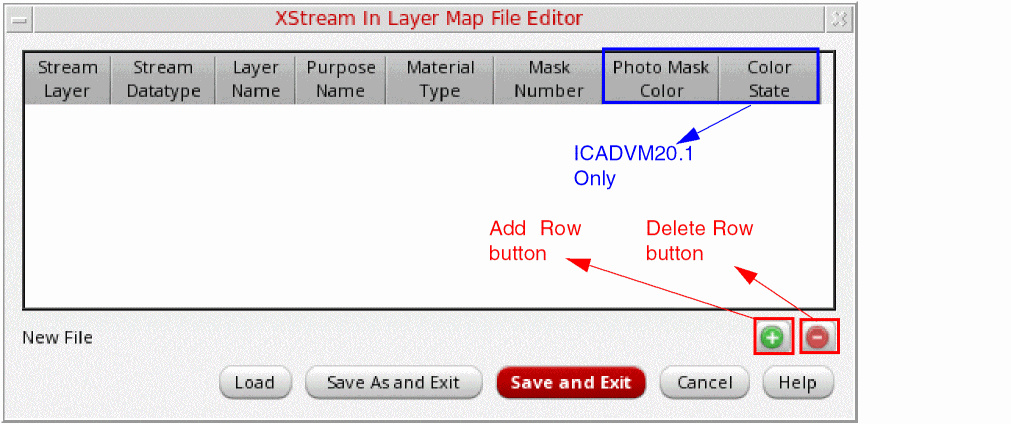 XStream In Layer Map File Editor
Stream Layer
Stream Datatype
Layer Name
Purpose Name
Material Type
Mask Number
Photo Mask Color
Color State
ICADVM20.1
Only
Add Row
button
Delete Row
button
New File
Load
Save As and Exit
Save and Exit
Cancel
Help